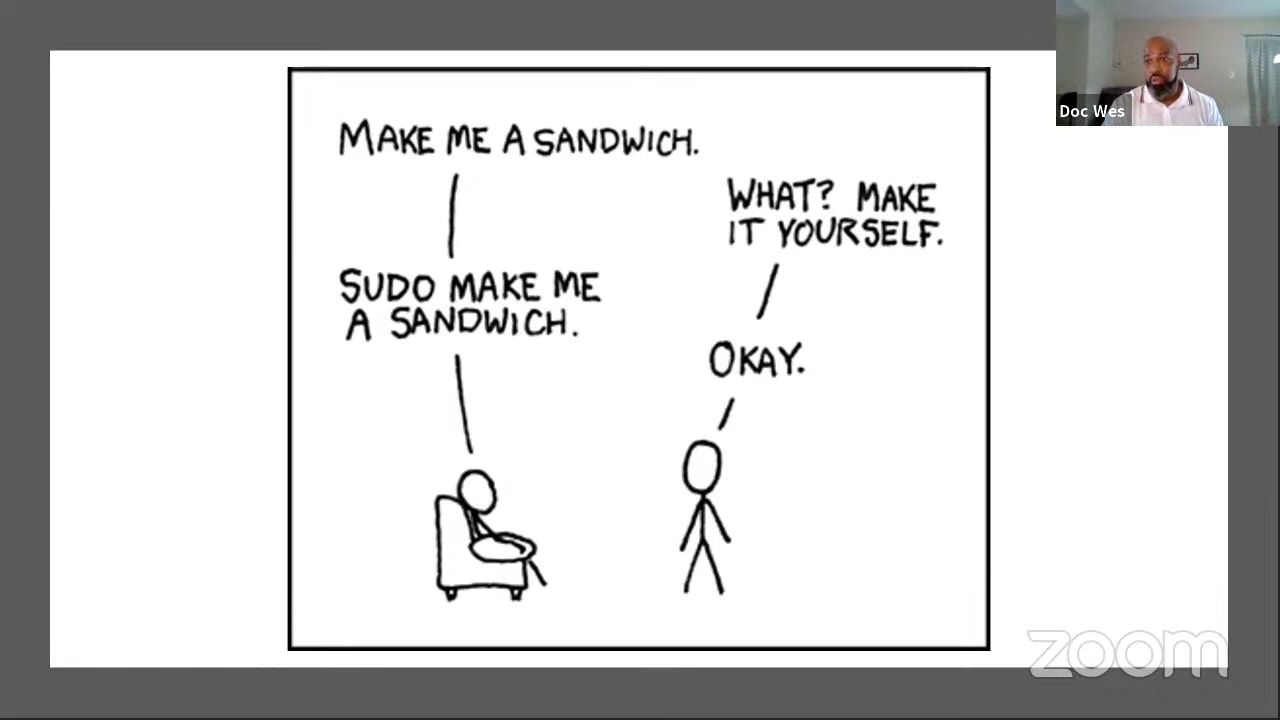 MAKE ME A SANDWICH.
WHAT? MAKE
IT YOURSELF.
SUDO MAKE ME
A SANDWICH.
OKAY.
Doc Wes
zoom